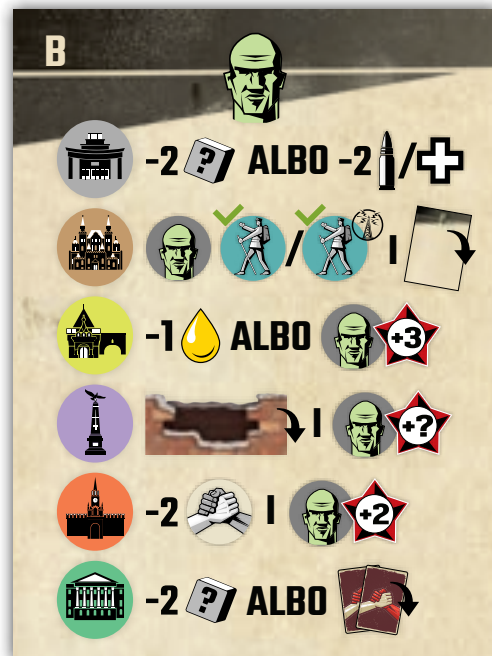 B
-2 ? ALBO -2 / +
/ I
-1 ALBO +3
I +?
-2 I +2
-2 ? ALBO